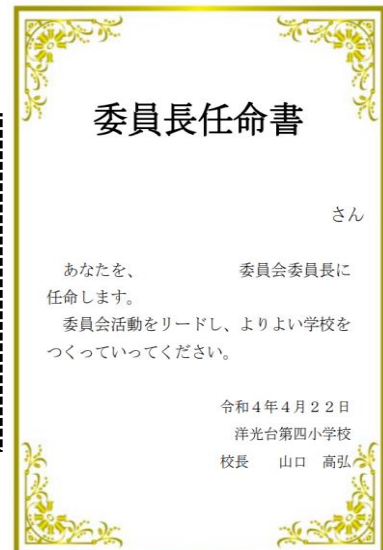 委員長任命書
さん
あなたを、　　　　　　委員会委員長に
任命します。
委員会活動をリードし、よりよい学校を
つくっていってください。
令和４年４月２２日
洋光台第四小学校
校長　　山口　高弘